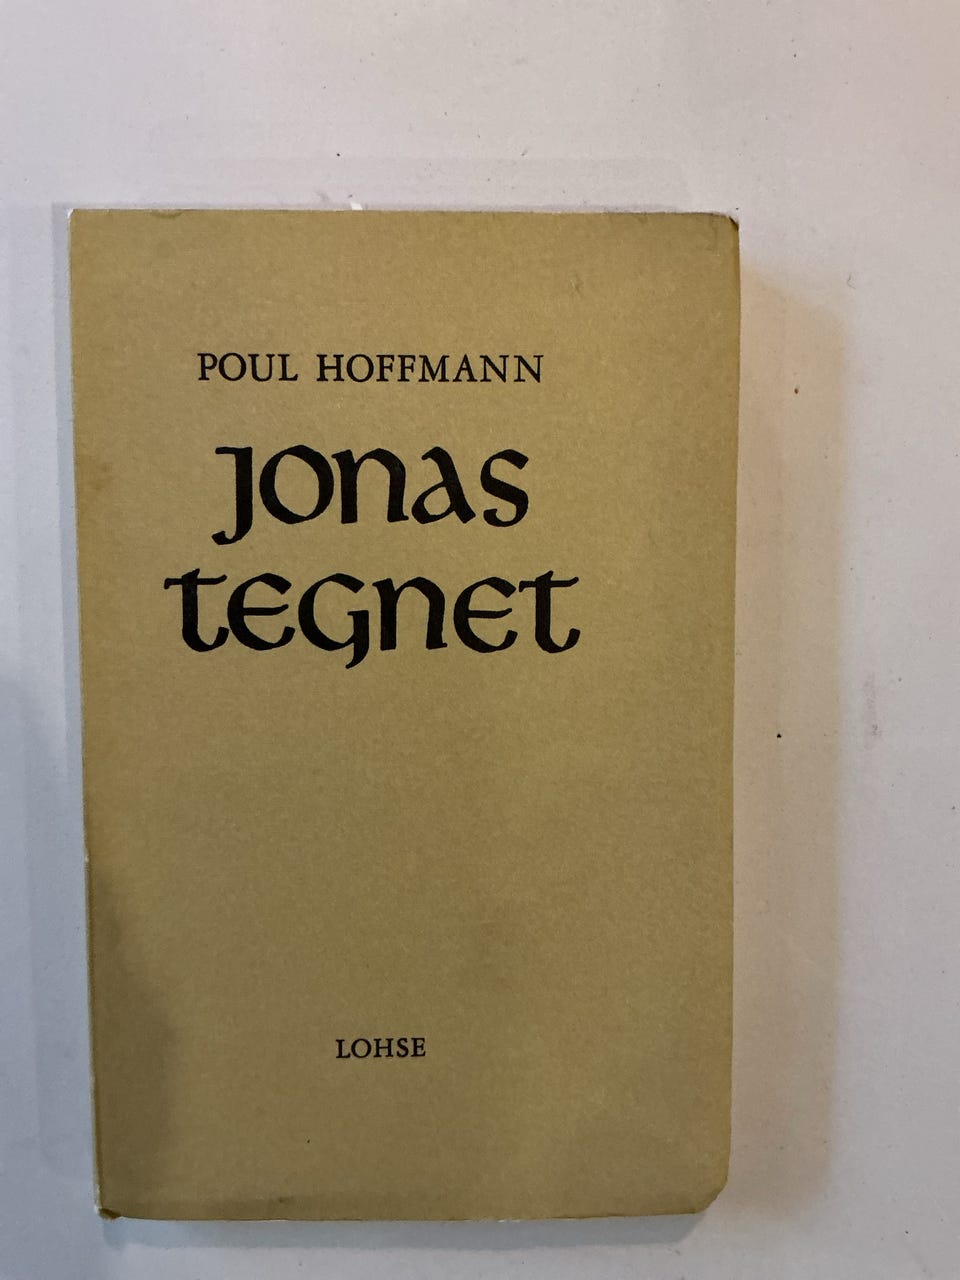 POUL HOFFMANN
Jonas
tegnet
LOHSE